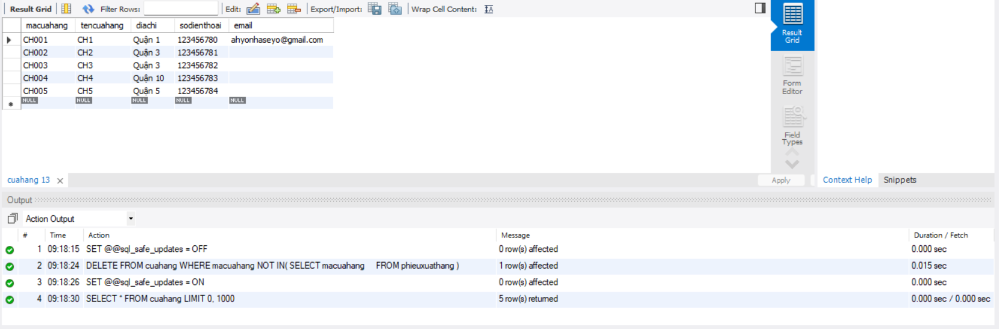 Result Grid Filter Rows: Edit: Export/Import: Wrap Cell Content:
macuahang tencuahang diachi sodienthoai email
CH001 CH1 Quận 1 123456780 ahyonhaseyo@gmail.com
CH002 CH2 Quận 3 123456781
CH003 CH3 Quận 3 123456782
CH004 CH4 Quận 10 123456783
CH005 CH5 Quận 5 123456784
NULL NULL NULL NULL NULL
Result
Grid
Form
Editor
Field
Types
cuahang 13 Apply Context Help Snippets
Output
Action Output
# Time Action Message Duration / Fetch
1 09:18:15 SET @@sql_safe_updates = OFF 0 row(s) affected 0.000 sec
2 09:18:24 DELETE FROM cuahang WHERE macuahang NOT IN( SELECT macuahang FROM phieuxuathang ) 1 row(s) affected 0.015 sec
3 09:18:26 SET @@sql_safe_updates = ON 0 row(s) affected 0.000 sec
4 09:18:30 SELECT * FROM cuahang LIMIT 0, 1000 5 row(s) returned 0.000 sec / 0.000 sec